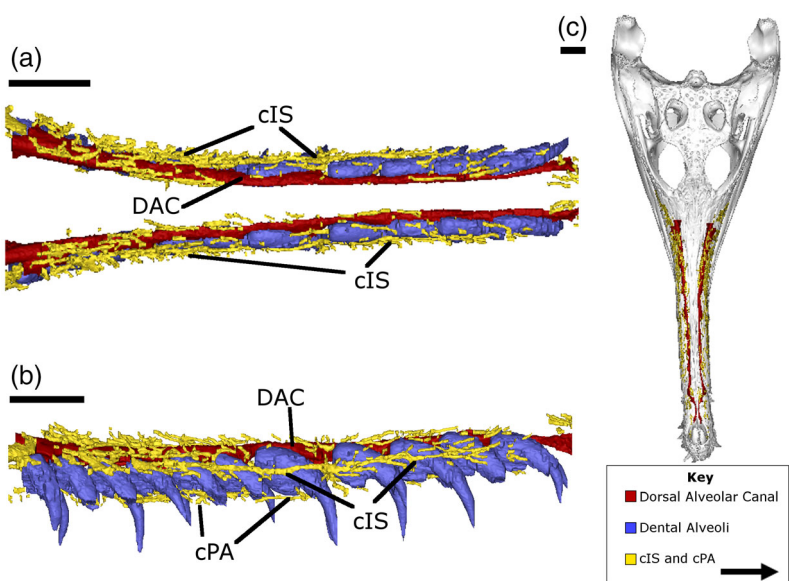 (a)
cIS
DAC
cIS
(b)
DAC
cIS
cPA
(c)
Key
Dorsal Alveolar Canal
Dental Alveoli
cIS and cPA